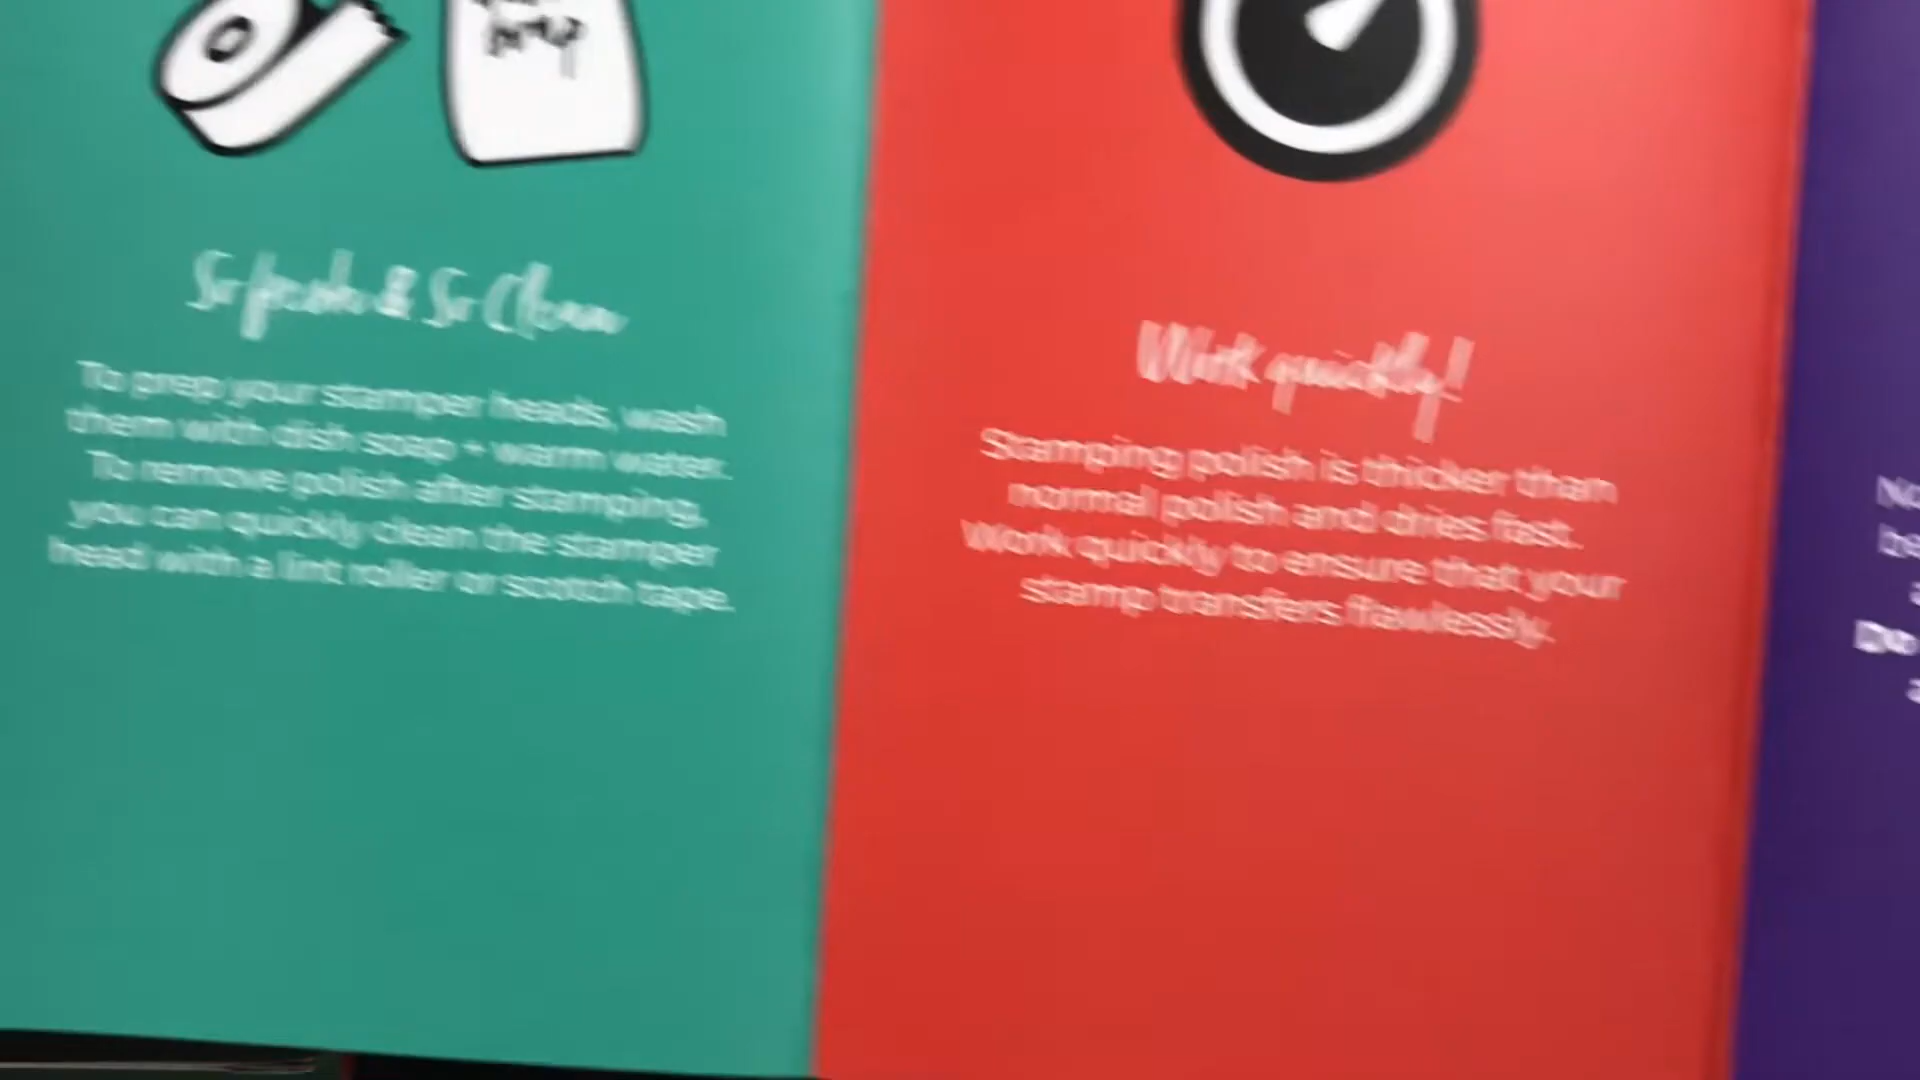 soap
So fresh & So Clean
To prep your stamper heads, wash
them with dish soap + warm water.
To remove polish after stamping,
you can quickly clean the stamper
head with a lint roller or scotch tape.
Work quickly!
Stamping polish is thicker than
normal polish and dries fast.
Work quickly to ensure that your
stamp transfers flawlessly.